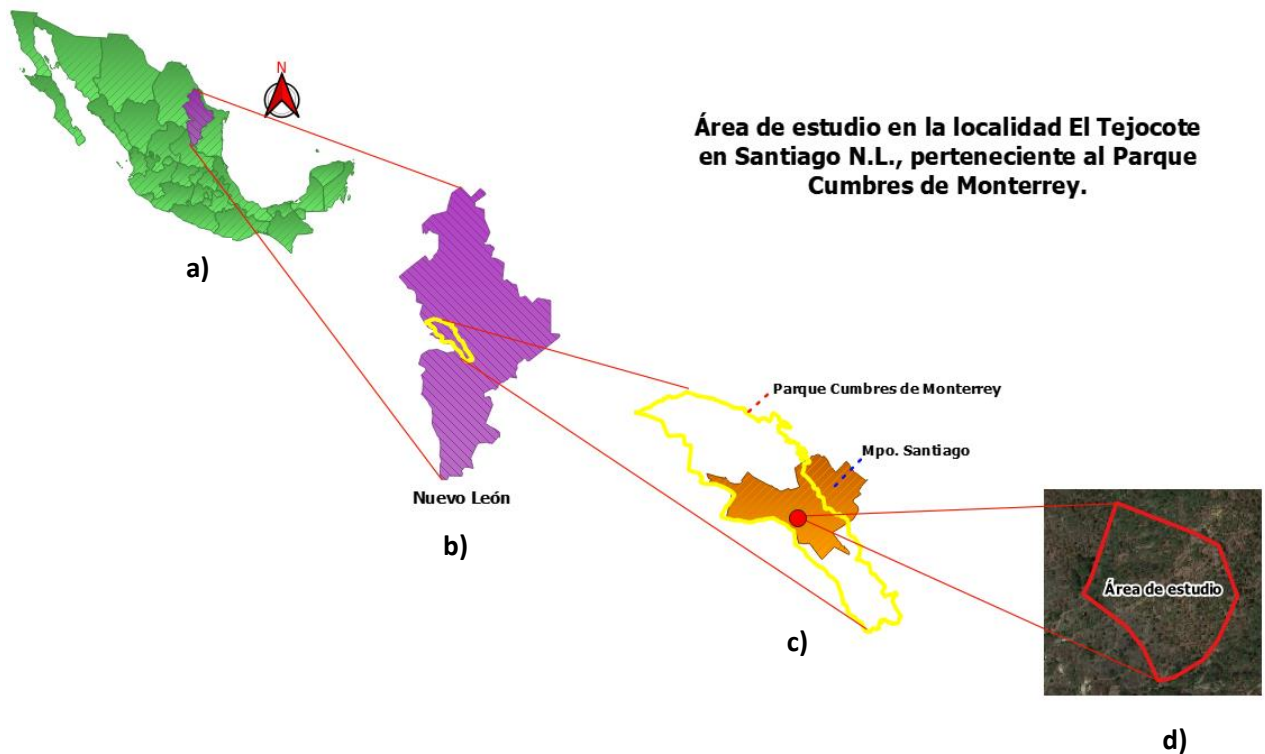 N
Área de estudio en la localidad El Tejocote
en Santiago N.L., perteneciente al Parque
Cumbres de Monterrey.
a)
Nuevo León
b)
Parque Cumbres de Monterrey
Mpo. Santiago
c)
Área de estudio
d)